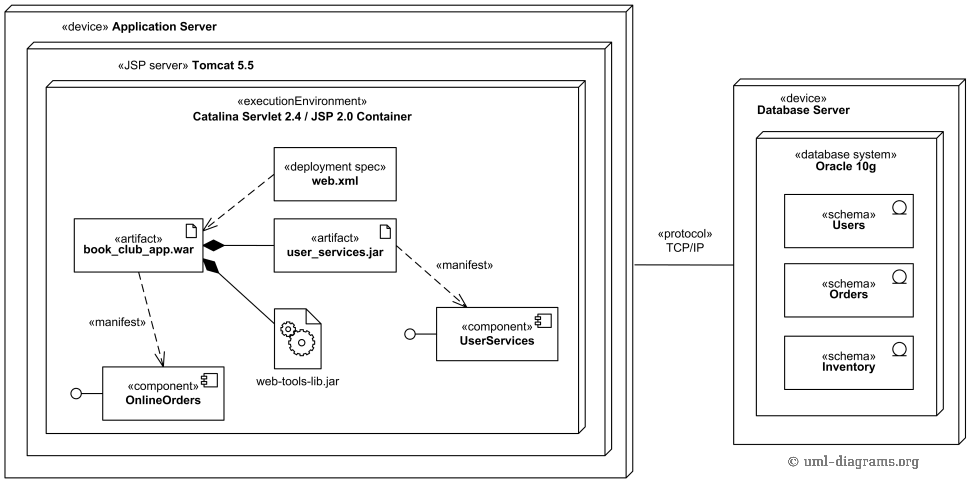 «device» Application Server
«JSP server» Tomcat 5.5
«executionEnvironment»
Catalina Servlet 2.4 / JSP 2.0 Container
«deployment spec»
web.xml
«artifact»
book_club_app.war
«artifact»
user_services.jar
«manifest»
«manifest»
«component»
UserServices
web-tools-lib.jar
«component»
OnlineOrders
«protocol»
TCP/IP
«device»
Database Server
«database system»
Oracle 10g
«schema»
Users
«schema»
Orders
«schema»
Inventory
© uml-diagrams.org